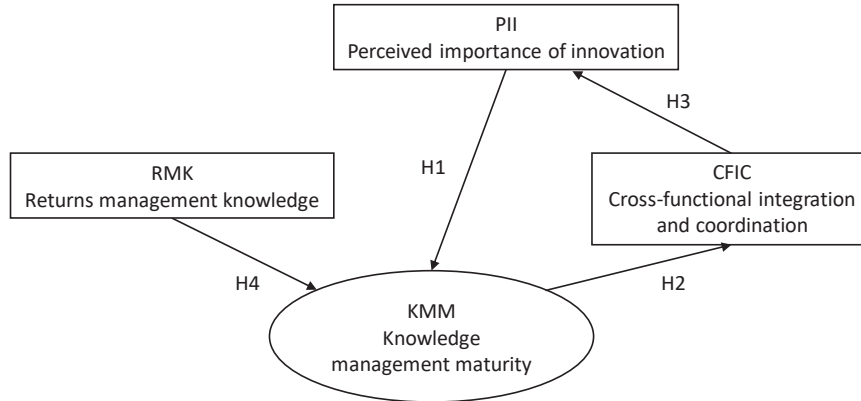 PII
Perceived importance of innovation
H3
RMK
Returns management knowledge
H1
CFIC
Cross-functional integration
and coordination
H4
H2
KMM
Knowledge
management maturity